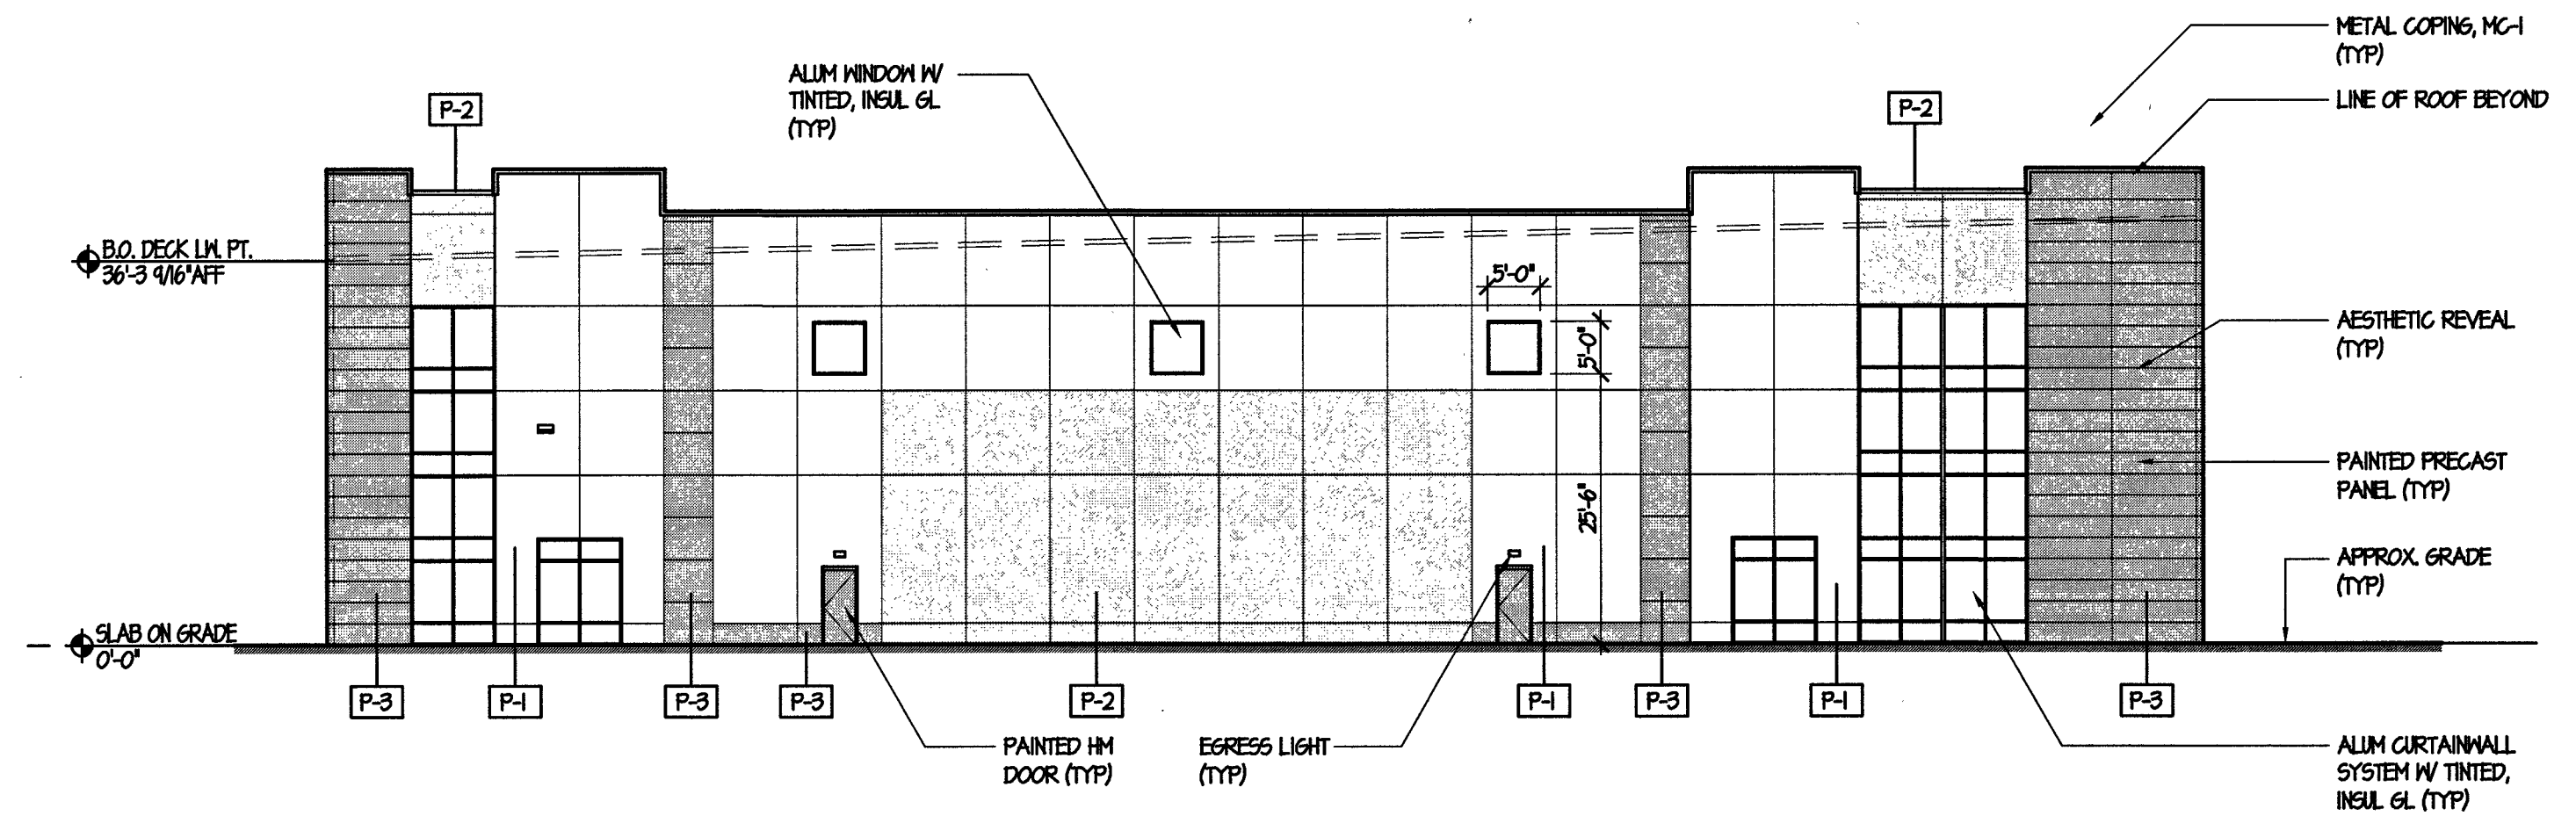 METAL COPING, MC-1
(TYP)
ALUM WINDOW W/
TINTED, INSUL GL
(TYP)
LINE OF ROOF BEYOND
P-2
P-2
B.O. DECK LW. PT.
36'-3 9/16" AFF
5'-0"
5'-0"
AESTHETIC REVEAL
(TYP)
25'-6"
PAINTED PRECAST
PANEL (TYP)
APPROX. GRADE
(TYP)
SLAB ON GRADE
0'-0"
P-3
P-1
P-3
P-3
P-2
P-1
P-3
P-1
P-3
PAINTED HM
DOOR (TYP)
EGRESS LIGHT
(TYP)
ALUM CURTAINWALL
SYSTEM W/ TINTED,
INSUL GL (TYP)